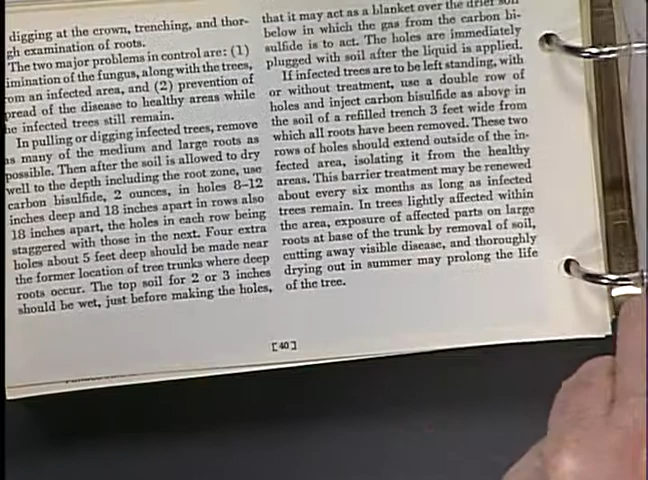 digging at the crown, trenching, and thor-
gh examination of roots.
The two major problems in control are: (1)
imination of the fungus, along with the trees,
rom an infected area, and (2) prevention of
pread of the disease to healthy areas while
he infected trees still remain.
In pulling or digging infected trees, remove
as many of the medium and large roots as
possible. Then after the soil is allowed to dry
well to the depth including the root zone, use
carbon bisulfide, 2 ounces, in holes 8–12
inches deep and 18 inches apart in rows also
18 inches apart, the holes in each row being
staggered with those in the next. Four extra
holes about 5 feet deep should be made near
the former location of tree trunks where deep
roots occur. The top soil for 2 or 3 inches
should be wet, just before making the holes,
that it may act as a blanket over the drier soil
below in which the gas from the carbon bi-
sulfide is to act. The holes are immediately
plugged with soil after the liquid is applied.
If infected trees are to be left standing, with
or without treatment, use a double row of
holes and inject carbon bisulfide as above in
the soil of a refilled trench 3 feet wide from
which all roots have been removed. These two
rows of holes should extend outside of the in-
fected area, isolating it from the healthy
areas. This barrier treatment may be renewed
about every six months as long as infected
trees remain. In trees lightly affected within
the area, exposure of affected parts on large
roots at base of the trunk by removal of soil,
cutting away visible disease, and thoroughly
drying out in summer may prolong the life
of the tree.
[40]